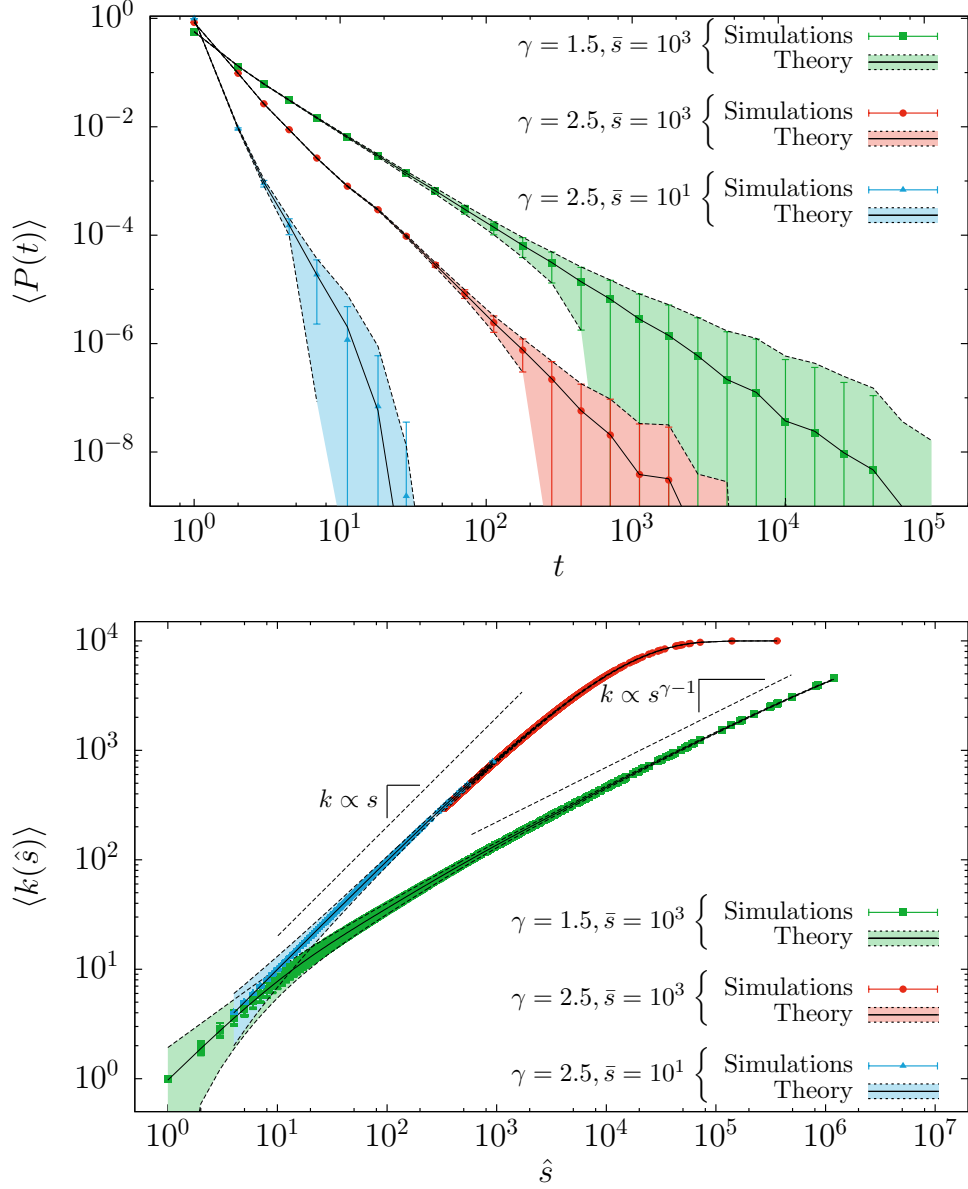 10^0
10^{-2}
10^{-4}
10^{-6}
10^{-8}
⟨P(t)⟩
γ = 1.5, s̄ = 10^3 { Simulations
Theory
γ = 2.5, s̄ = 10^3 { Simulations
Theory
γ = 2.5, s̄ = 10^1 { Simulations
Theory
10^0 10^1 10^2 10^3 10^4 10^5
t
10^4
10^3
10^2
10^1
10^0
⟨k(ŝ)⟩
k ∝ s^{γ−1}
k ∝ s
γ = 1.5, s̄ = 10^3 { Simulations
Theory
γ = 2.5, s̄ = 10^3 { Simulations
Theory
γ = 2.5, s̄ = 10^1 { Simulations
Theory
10^0 10^1 10^2 10^3 10^4 10^5 10^6 10^7
ŝ